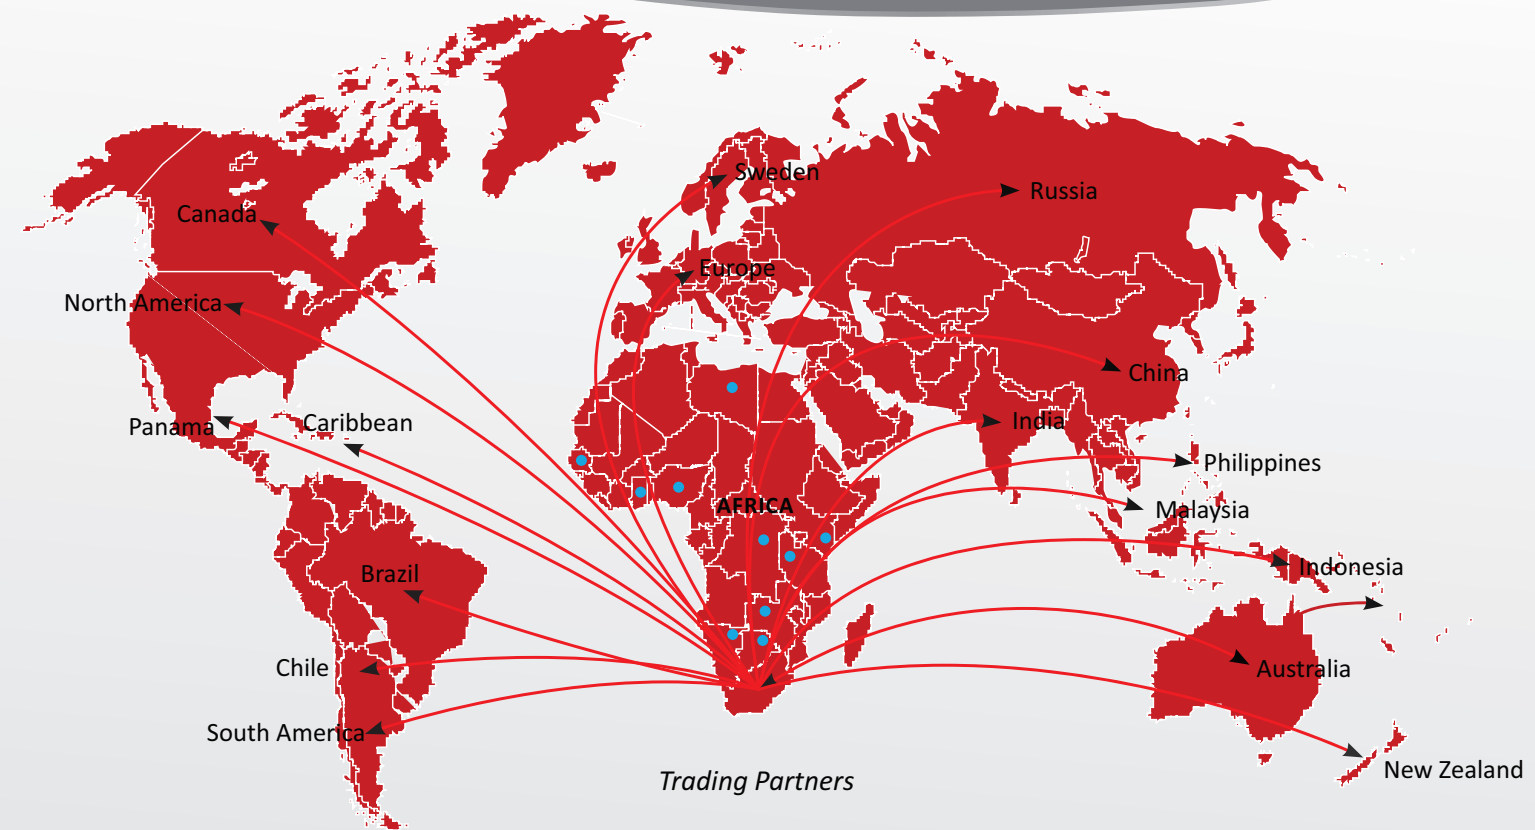 Sweden
Russia
Canada
Europe
North America
China
Panama
Caribbean
India
Philippines
AFRICA
Malaysia
Indonesia
Brazil
Chile
Australia
South America
New Zealand
Trading Partners